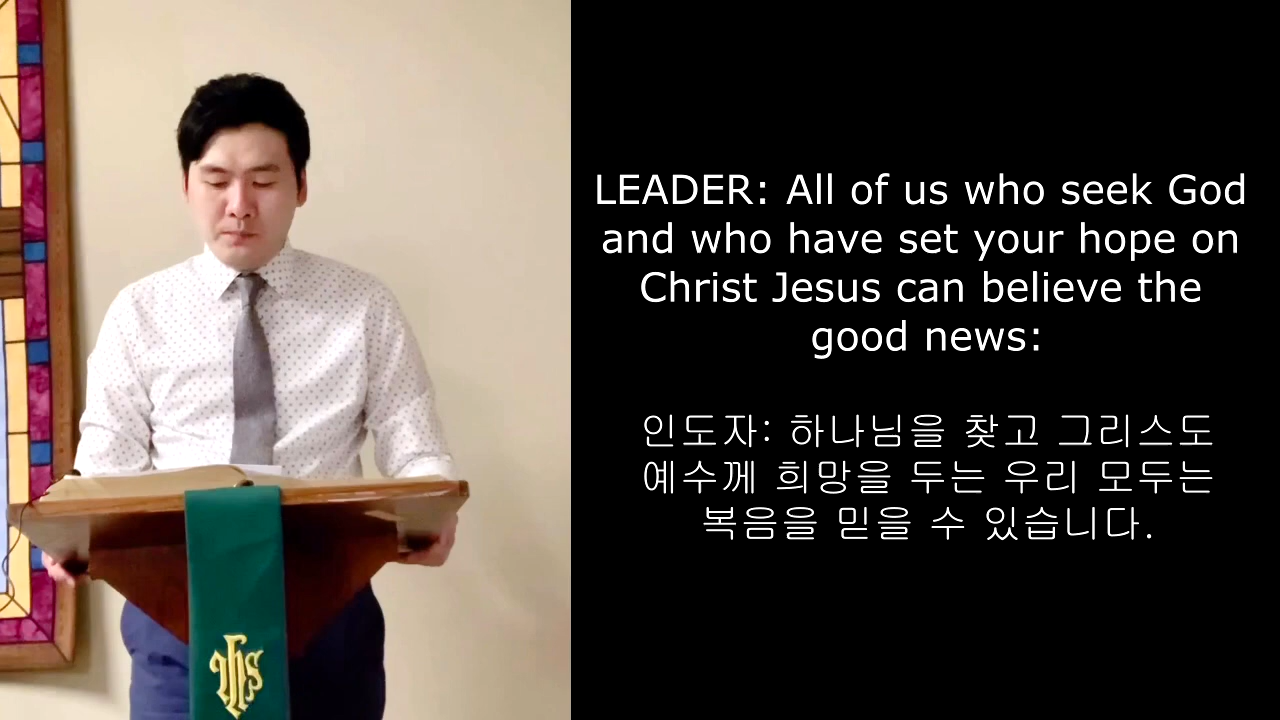 LEADER: All of us who seek God
and who have set your hope on
Christ Jesus can believe the
good news:
인도자: 하나님을 찾고 그리스도
예수께 희망을 두는 우리 모두는
복음을 믿을 수 있습니다.
IHS